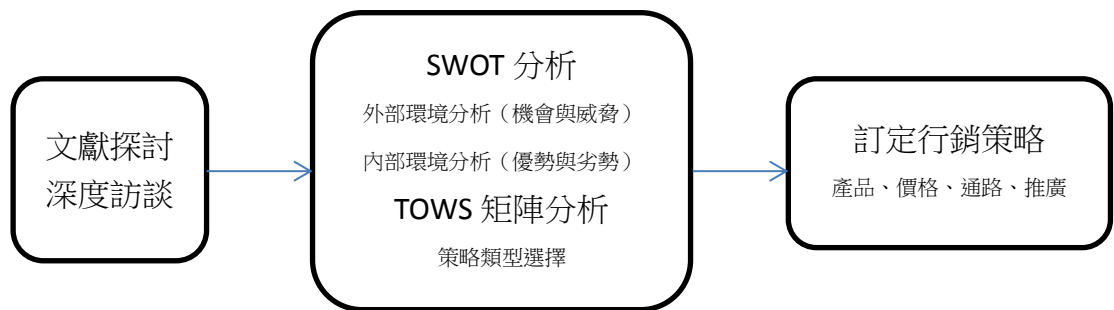 文獻探討
深度訪談
SWOT 分析
外部環境分析（機會與威脅）
內部環境分析（優勢與劣勢）
TOWS 矩陣分析
策略類型選擇
訂定行銷策略
產品、價格、通路、推廣